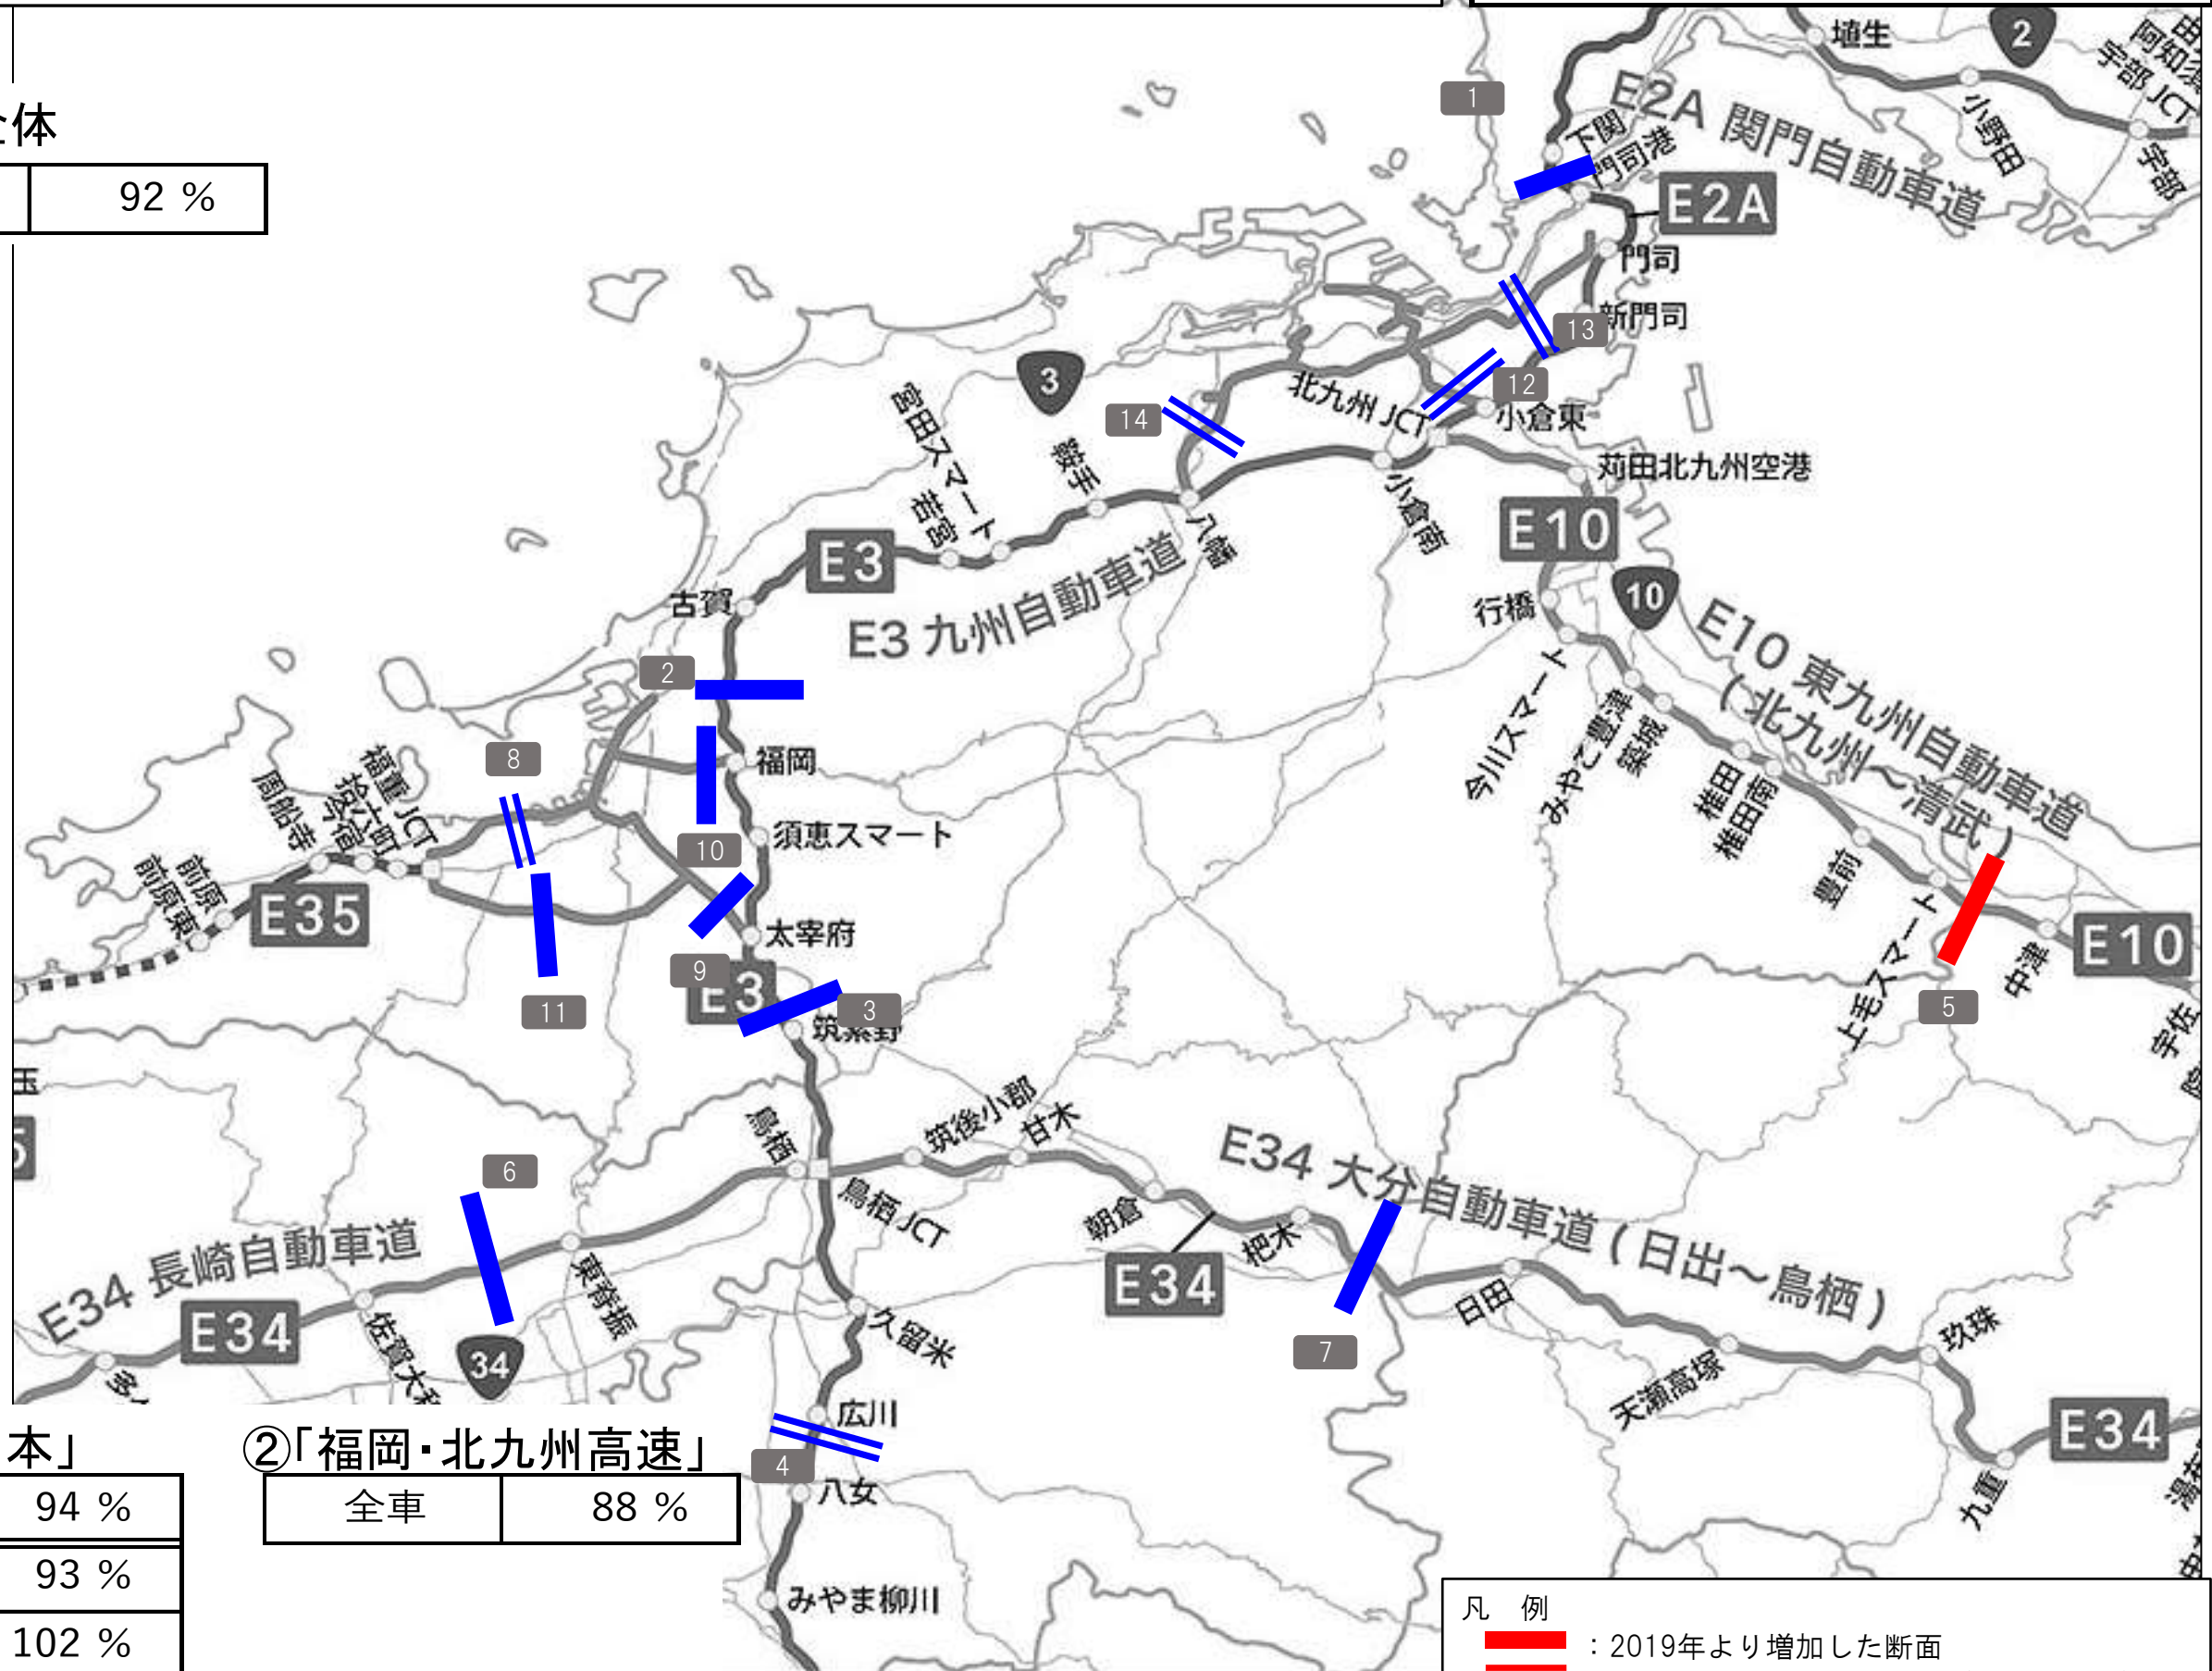 全体
92 %
1
2
E2A 関門自動車道
埴生
小野田
宇部 JCT
宇部
阿知須
下関
門司港
E2A
門司
新門司
13
12
3
14
北九州 JCT
小倉東
苅田北九州空港
小倉南
八幡
鞍手
宮田スマート
若宮
E3
E3 九州自動車道
古賀
E10
行橋
10
E10 東九州自動車道
(北九州～清武)
今川スマート
みやこ豊津
築城
椎田
椎田南
豊前
上毛スマート
中津
E10
宇佐
5
2
福岡
8
須恵スマート
10
福重 JCT
拾六町
今宿
周船寺
前原
前原東
E35
太宰府
9
E3
3
筑紫野
11
鳥栖
筑後小郡
甘木
鳥栖 JCT
朝倉
杷木
E34 大分自動車道 (日出～鳥栖)
E34
6
E34 長崎自動車道
E34
東脊振
佐賀大和
34
久留米
7
日田
天瀬高塚
玖珠
E34
九重
広川
4
八女
みやま柳川
本」
94 %
93 %
102 %
②「福岡・北九州高速」
全車 88 %
凡 例
：2019年より増加した断面